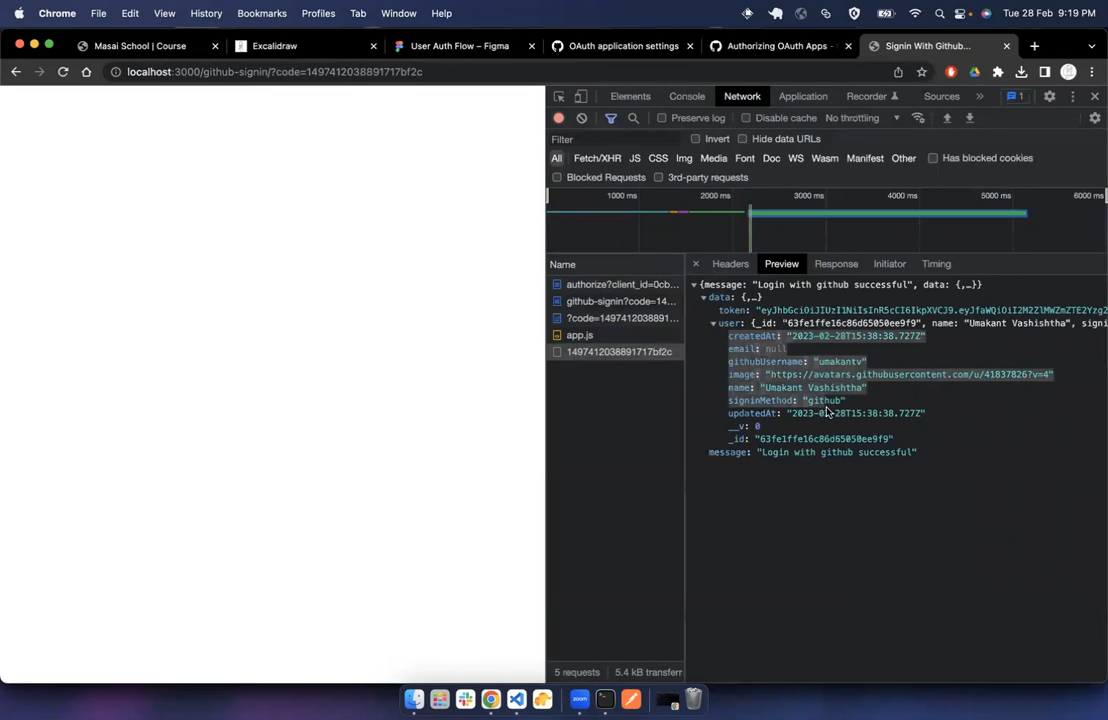 Chrome File Edit View History Bookmarks Profiles Tab Window Help Tue 28 Feb 9:19 PM
Masai School | Course
Excalidraw
User Auth Flow – Figma
OAuth application settings
Authorizing OAuth Apps -
Signin With Github...
localhost:3000/github-signin/?code=1497412038891717bf2c
Elements Console Network Application Recorder Sources 1
Preserve log Disable cache No throttling
Filter Invert Hide data URLs
All Fetch/XHR JS CSS Img Media Font Doc WS Wasm Manifest Other Has blocked cookies
Blocked Requests 3rd-party requests
1000 ms 2000 ms 3000 ms 4000 ms 5000 ms 6000 ms
Name
authorize?client_id=0cb...
github-signin?code=14...
?code=1497412038891...
app.js
1497412038891717bf2c
Headers Preview Response Initiator Timing
{message: "Login with github successful", data: {,…}}
data: {,…}
token:
user: {_id: "63fe1ffe16c86d65050ee9f9", name: "Umakant Vashishtha", signi
createdAt: "2023-02-28T15:38:38.727Z"
email: null
githubUsername: "umakantv"
image: "https://avatars.githubusercontent.com/u/41837826?v=4"
name: "Umakant Vashishtha"
signinMethod: "github"
updatedAt: "2023-02-28T15:38:38.727Z"
__v: 0
_id: "63fe1ffe16c86d65050ee9f9"
message: "Login with github successful"
5 requests 5.4 kB transferr
zoom